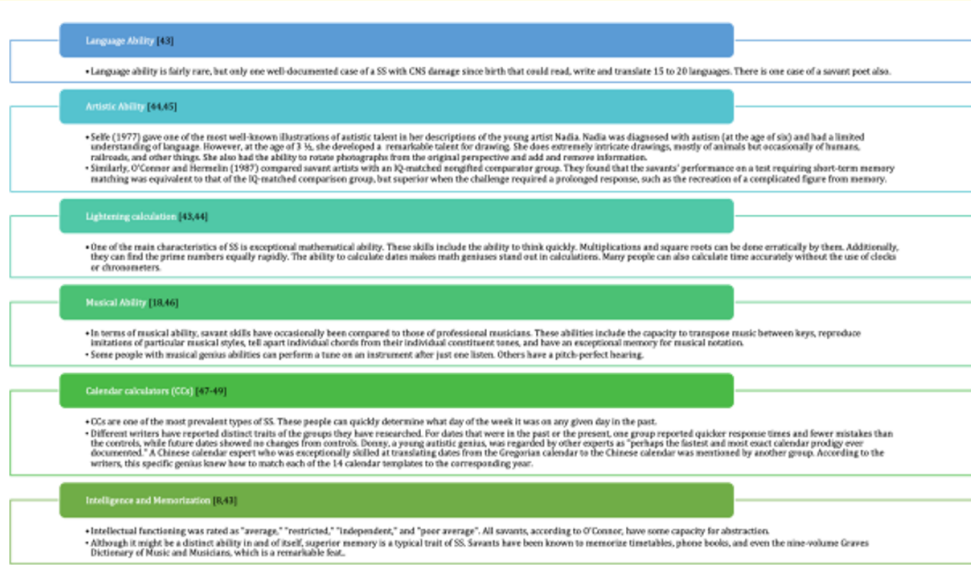 Language Ability [43]
• Language ability is fairly rare, but only one well-documented case of a SS with CNS damage since birth that could read, write and translate 15 to 20 languages. There is one case of a savant poet also.
Artistic Ability [44,45]
• Selfe (1977) gave one of the most well-known illustrations of autistic talent in her descriptions of the young artist Nadia. Nadia was diagnosed with autism (at the age of six) and had a limited
understanding of language. However, at the age of 3 ½, she developed a remarkable talent for drawing. She does extremely intricate drawings, mostly of animals but occasionally of humans,
railroads, and other things. She also had the ability to rotate photographs from the original perspective and add and remove information.
• Similarly, O'Connor and Hermelin (1987) compared savant artists with an IQ-matched nongifted comparator group. They found that the savants' performance on a test requiring short-term memory
matching was equivalent to that of the IQ-matched comparison group, but superior when the challenge required a prolonged response, such as the recreation of a complicated figure from memory.
Lightening calculation [43,44]
• One of the main characteristics of SS is exceptional mathematical ability. These skills include the ability to think quickly. Multiplications and square roots can be done erratically by them. Additionally,
they can find the prime numbers equally rapidly. The ability to calculate dates makes math geniuses stand out in calculations. Many people can also calculate time accurately without the use of clocks
or chronometers.
Musical Ability [18,46]
• In terms of musical ability, savant skills have occasionally been compared to those of professional musicians. These abilities include the capacity to transpose music between keys, reproduce
imitations of particular musical styles, tell apart individual chords from their individual constituent tones, and have an exceptional memory for musical notation.
• Some people with musical genius abilities can perform a tune on an instrument after just one listen. Others have a pitch-perfect hearing.
Calendar calculators (CCs) [47-49]
• CCs are one of the most prevalent types of SS. These people can quickly determine what day of the week it was on any given day in the past.
• Different writers have reported distinct traits of the groups they have researched. For dates that were in the past or the present, one group reported quicker response times and fewer mistakes than
the controls, while future dates showed no changes from controls. Donny, a young autistic genius, was regarded by other experts as "perhaps the fastest and most exact calendar prodigy ever
documented." A Chinese calendar expert who was exceptionally skilled at translating dates from the Gregorian calendar to the Chinese calendar was mentioned by another group. According to the
writers, this specific genius knew how to match each of the 14 calendar templates to the corresponding year.
Intelligence and Memorization [8,43]
• Intellectual functioning was rated as "average," "restricted," "independent," and "poor average". All savants, according to O'Connor, have some capacity for abstraction.
• Although it might be a distinct ability in and of itself, superior memory is a typical trait of SS. Savants have been known to memorize timetables, phone books, and even the nine-volume Graves
Dictionary of Music and Musicians, which is a remarkable feat..